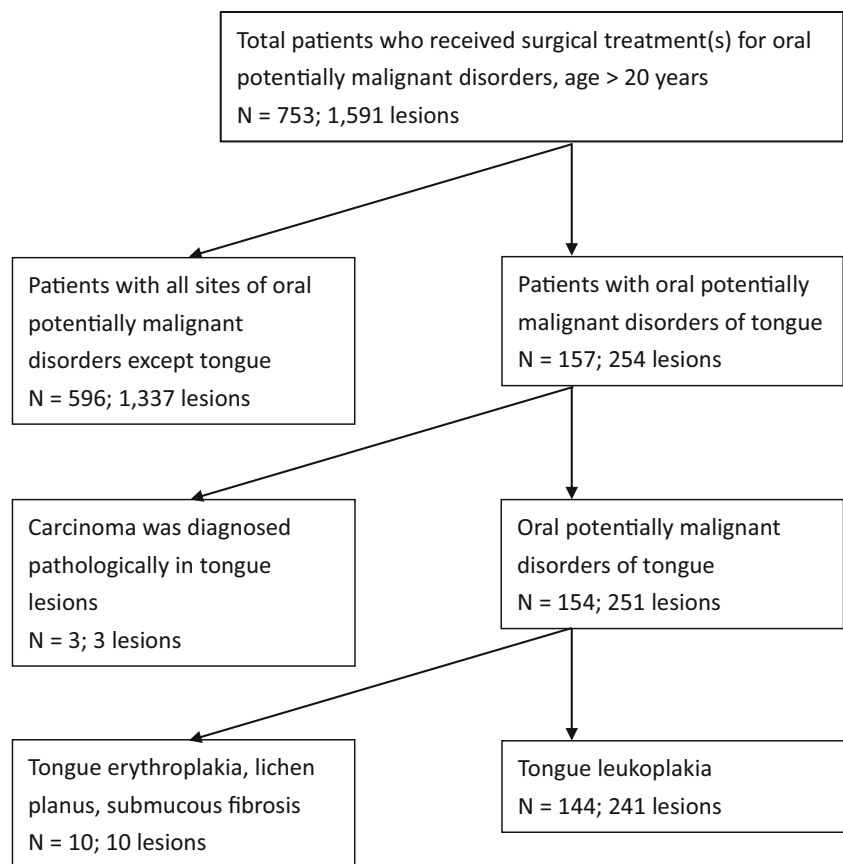 Total patients who received surgical treatment(s) for oral
potentially malignant disorders, age > 20 years
N = 753; 1,591 lesions
Patients with all sites of oral
potentially malignant
disorders except tongue
N = 596; 1,337 lesions
Patients with oral potentially
malignant disorders of tongue
N = 157; 254 lesions
Carcinoma was diagnosed
pathologically in tongue
lesions
N = 3; 3 lesions
Oral potentially malignant
disorders of tongue
N = 154; 251 lesions
Tongue erythroplakia, lichen
planus, submucous fibrosis
N = 10; 10 lesions
Tongue leukoplakia
N = 144; 241 lesions